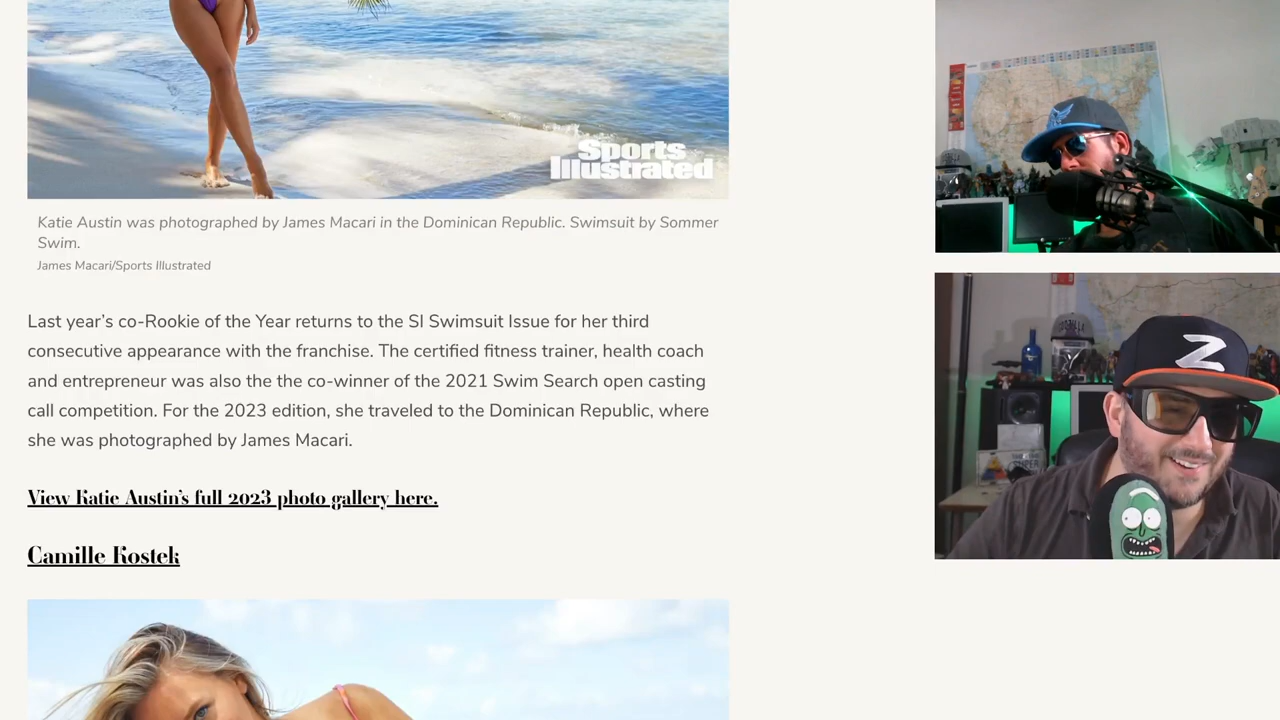 Sports
Illustrated
Katie Austin was photographed by James Macari in the Dominican Republic. Swimsuit by Sommer
Swim.
James Macari/Sports Illustrated
Last year’s co-Rookie of the Year returns to the SI Swimsuit Issue for her third
consecutive appearance with the franchise. The certified fitness trainer, health coach
and entrepreneur was also the the co-winner of the 2021 Swim Search open casting
call competition. For the 2023 edition, she traveled to the Dominican Republic, where
she was photographed by James Macari.
View Katie Austin’s full 2023 photo gallery here.
Camille Kostek
Z